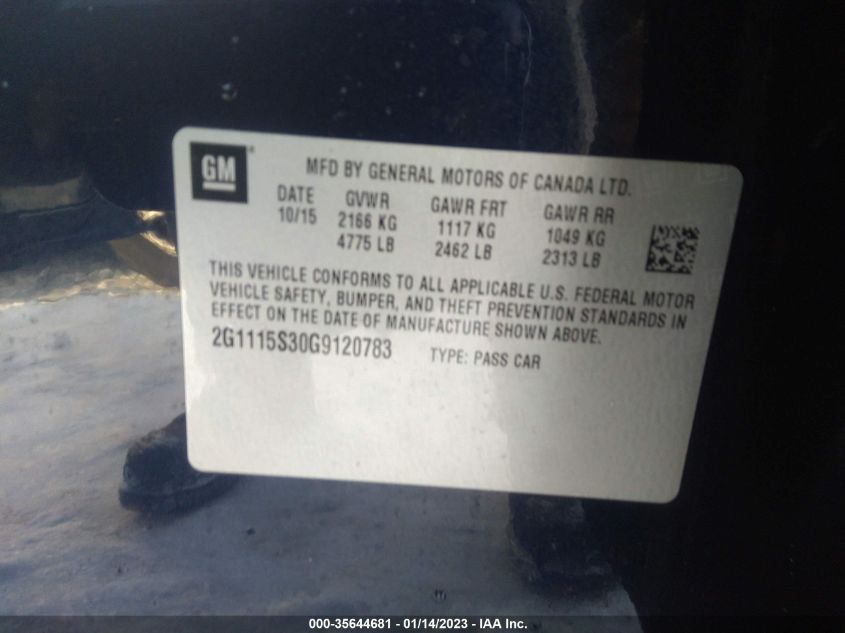 GM
MFD BY GENERAL MOTORS OF CANADA LTD.
DATE GVWR GAWR FRT GAWR RR
10/15 2166 KG 1117 KG 1049 KG
4775 LB 2462 LB 2313 LB
THIS VEHICLE CONFORMS TO ALL APPLICABLE U.S. FEDERAL MOTOR
VEHICLE SAFETY, BUMPER, AND THEFT PREVENTION STANDARDS IN
EFFECT ON THE DATE OF MANUFACTURE SHOWN ABOVE.
2G1115S30G9120783 TYPE: PASS CAR
000-35644681 - 01/14/2023 - IAA Inc.